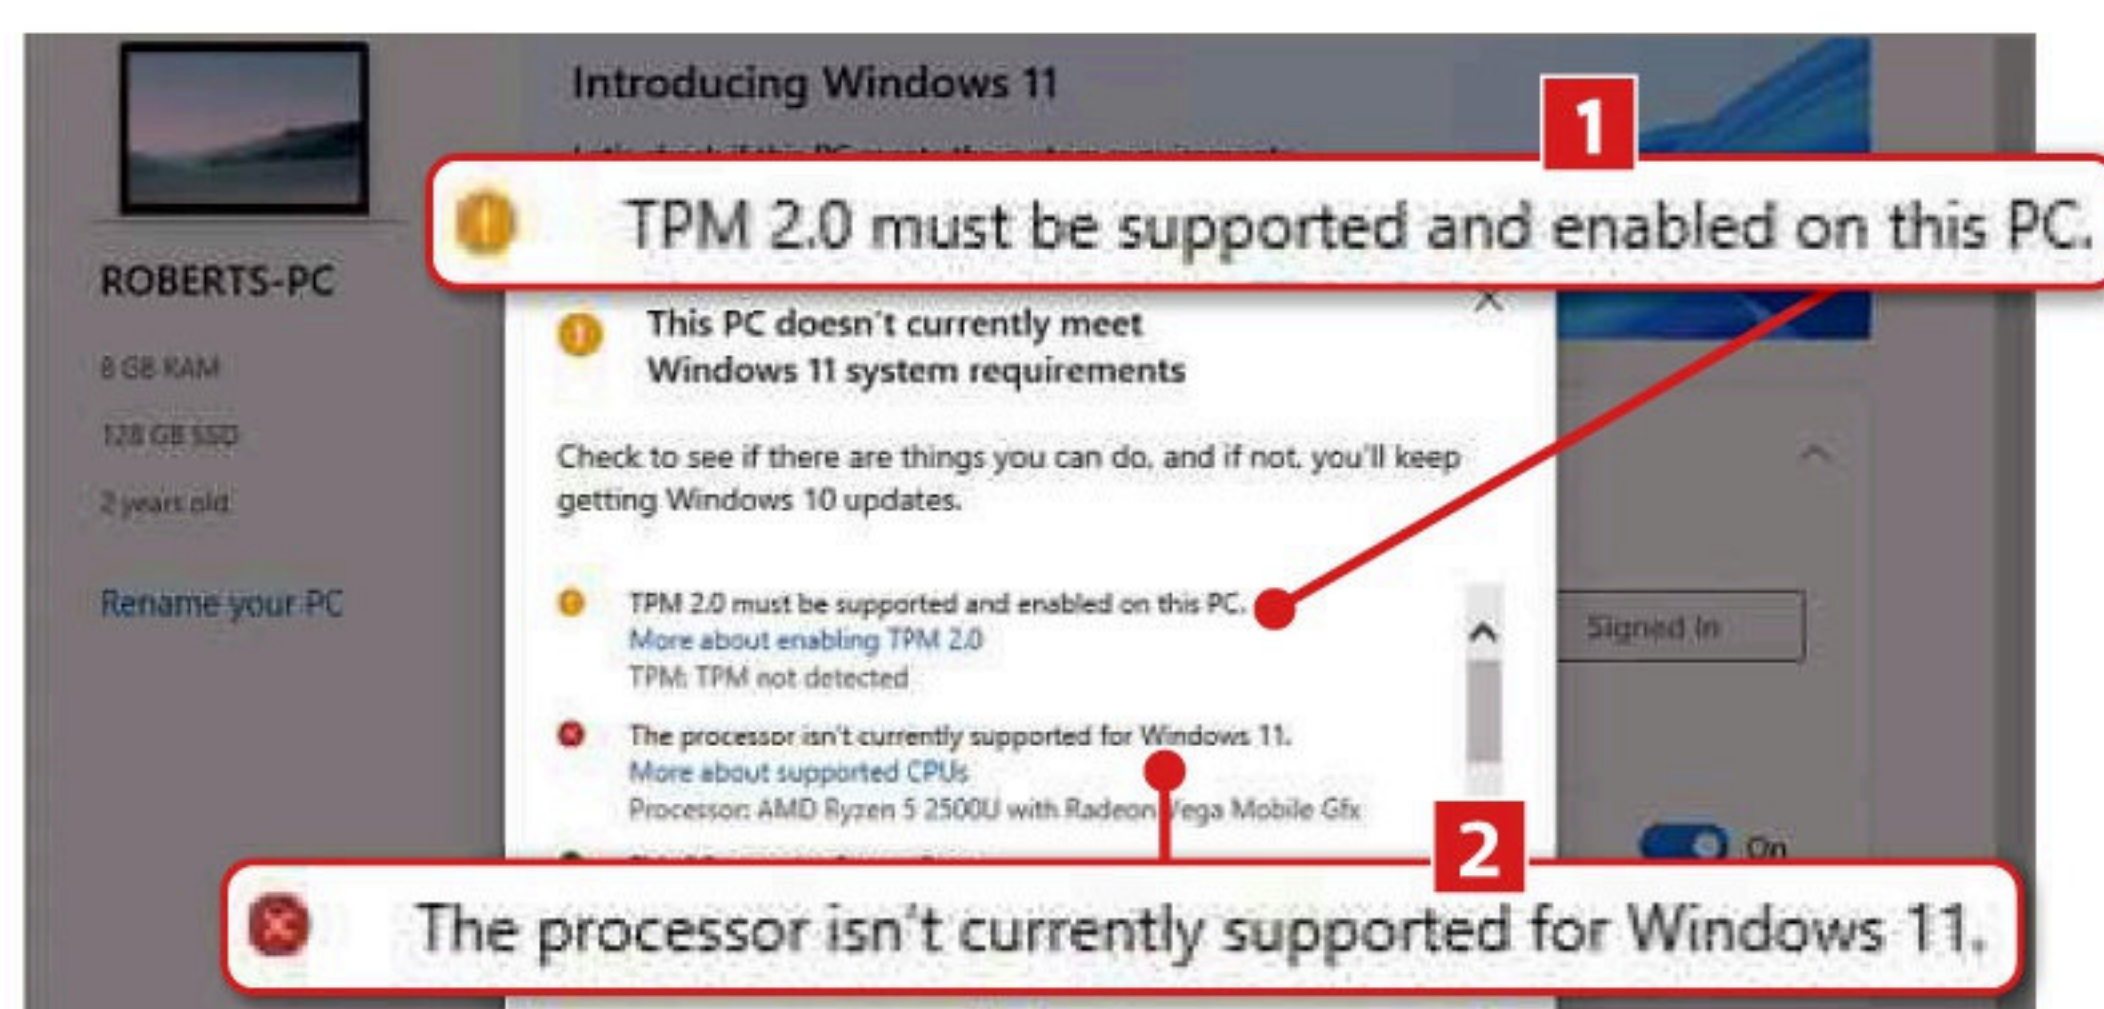 Introducing Windows 11
1
TPM 2.0 must be supported and enabled on this PC.
ROBERTS-PC
8 GB RAM
128 GB SSD
2 years old
Rename your PC
This PC doesn't currently meet
Windows 11 system requirements
Check to see if there are things you can do, and if not, you'll keep
getting Windows 10 updates.
TPM 2.0 must be supported and enabled on this PC.
More about enabling TPM 2.0
TPM: TPM not detected
Signed In
The processor isn't currently supported for Windows 11.
More about supported CPUs
Processor: AMD Ryzen 5 2500U with Radeon Vega Mobile Gfx
2
On
The processor isn't currently supported for Windows 11.